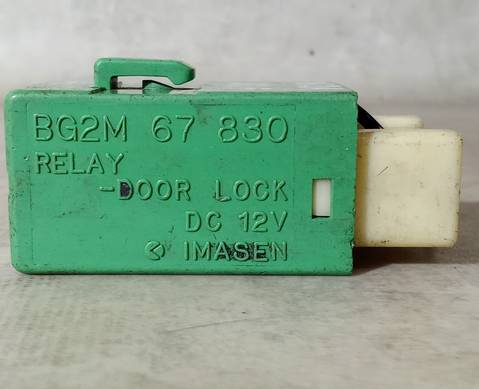 BG2M 67 830
RELAY
-DOOR LOCK
DC 12V
IMASEN